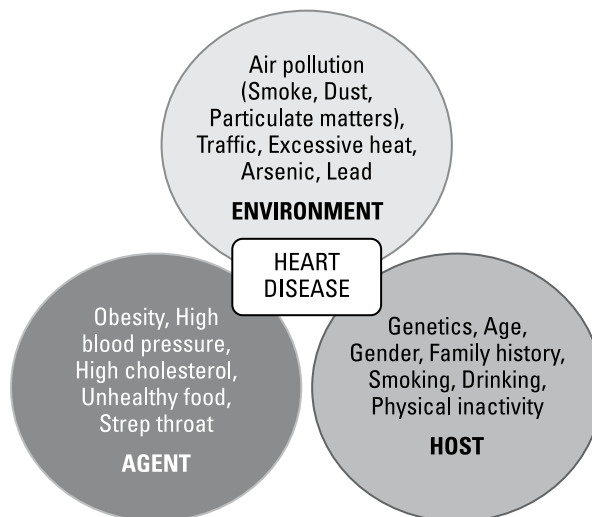 Air pollution
(Smoke, Dust,
Particulate matters),
Traffic, Excessive heat,
Arsenic, Lead
ENVIRONMENT
HEART
DISEASE
Obesity, High
blood pressure,
High cholesterol,
Unhealthy food,
Strep throat
AGENT
Genetics, Age,
Gender, Family history,
Smoking, Drinking,
Physical inactivity
HOST